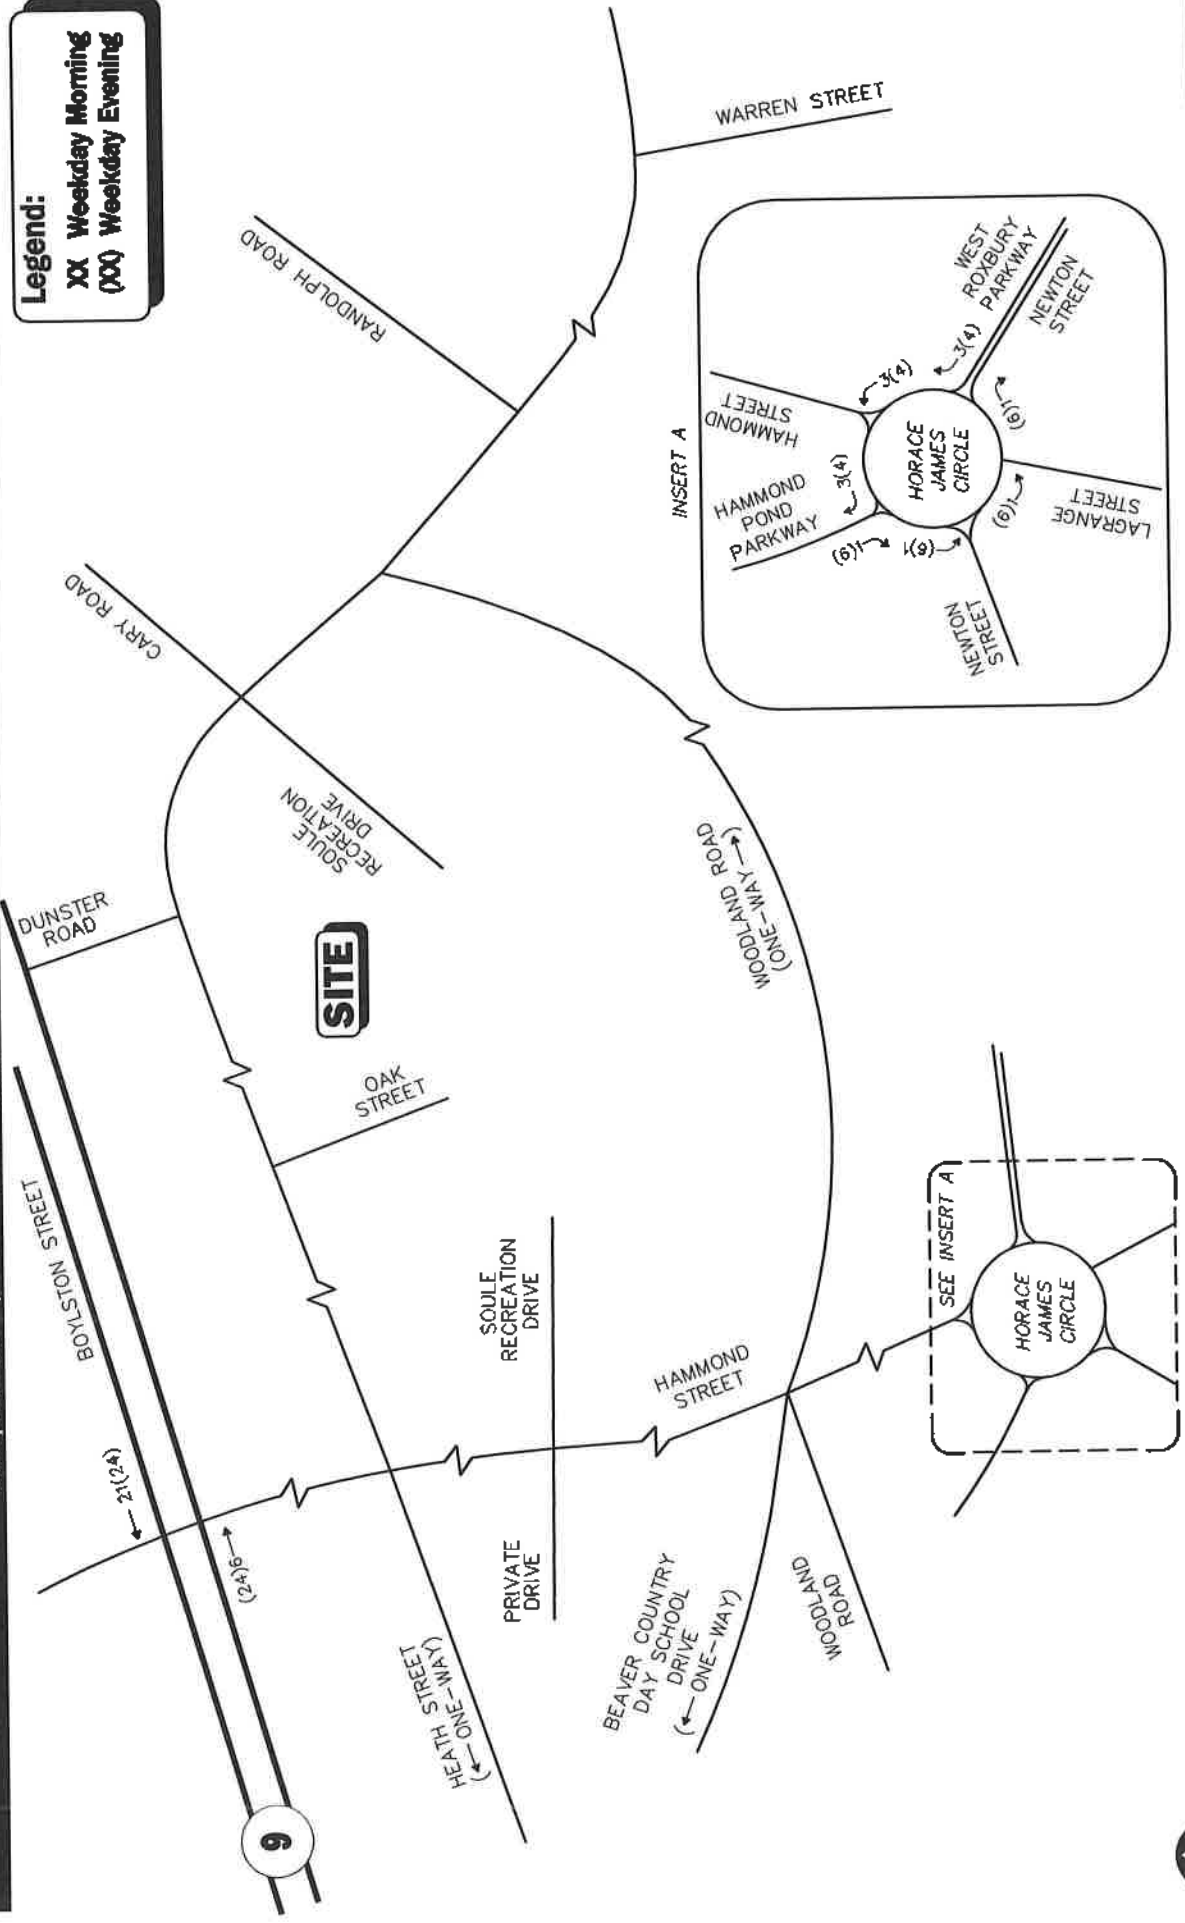 Legend:
XX Weekday Morning
(XX) Weekday Evening
WARREN STREET
RANDOLPH ROAD
CARY ROAD
SOULE
RECREATION
DRIVE
DUNSTER
ROAD
SITE
OAK
STREET
BOYLSTON STREET
WOODLAND ROAD
(ONE-WAY→)
INSERT A
WEST
ROXBURY
PARKWAY
NEWTON
STREET
3(4)
3(4)
HAMMOND
STREET
HAMMOND
POND
PARKWAY
3(4)
HORACE
JAMES
CIRCLE
(6)1
(6)1
(6)1
(6)1
LAGRANGE
STREET
NEWTON
STREET
SOULE
RECREATION
DRIVE
HAMMOND
STREET
SEE INSERT A
HORACE
JAMES
CIRCLE
21(24)
(24)6
PRIVATE
DRIVE
HEATH STREET
(←ONE-WAY)
BEAVER COUNTRY
DAY SCHOOL
DRIVE
(←ONE-WAY)
WOODLAND
ROAD
9